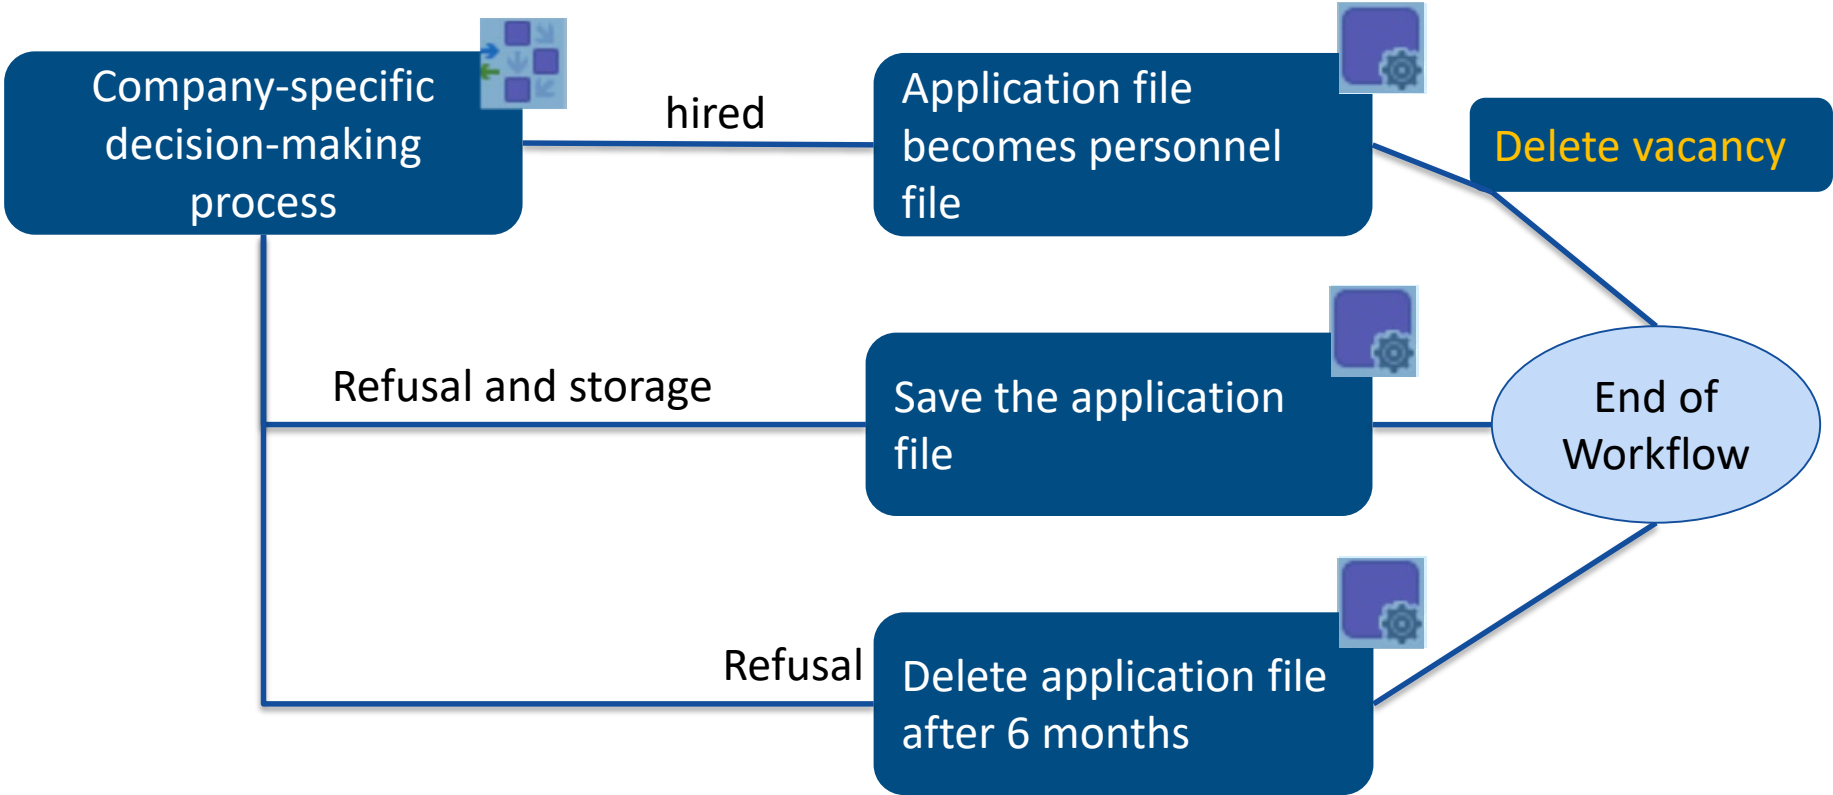 Company-specific
decision-making
process
hired
Application file
becomes personnel
file
Delete vacancy
Refusal and storage
Save the application
file
End of
Workflow
Refusal
Delete application file
after 6 months